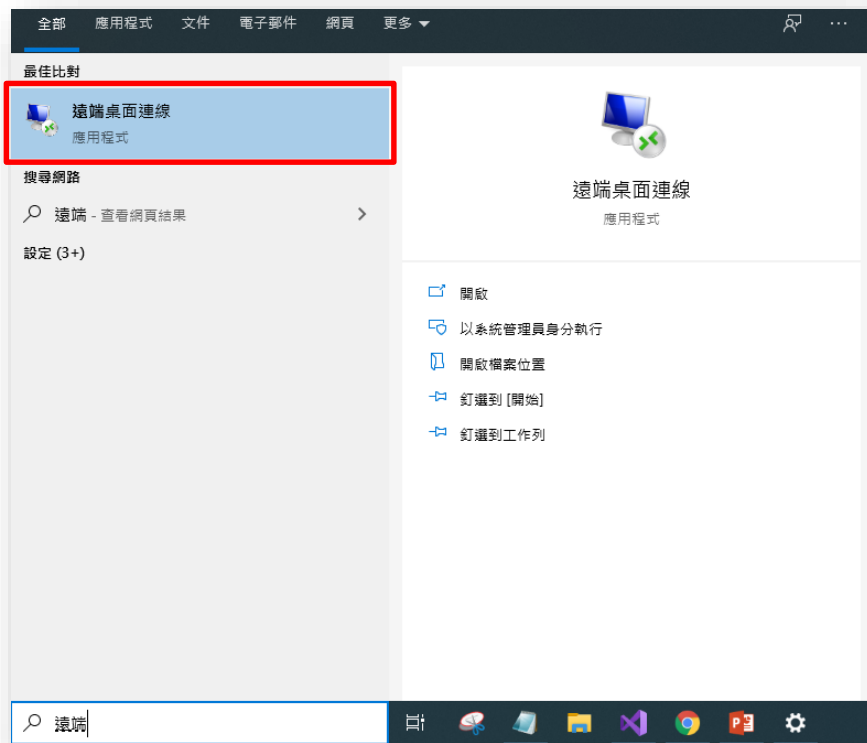 全部 應用程式 文件 電子郵件 網頁 更多
最佳比對
遠端桌面連線
應用程式
搜尋網路
遠端 - 查看網頁結果
設定 (3+)
遠端桌面連線
應用程式
開啟
以系統管理員身分執行
開啟檔案位置
釘選到 [開始]
釘選到工作列
遠端